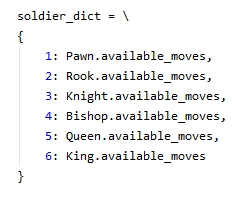 soldier_dict = \
{
    1: Pawn.available_moves,
    2: Rook.available_moves,
    3: Knight.available_moves,
    4: Bishop.available_moves,
    5: Queen.available_moves,
    6: King.available_moves
}